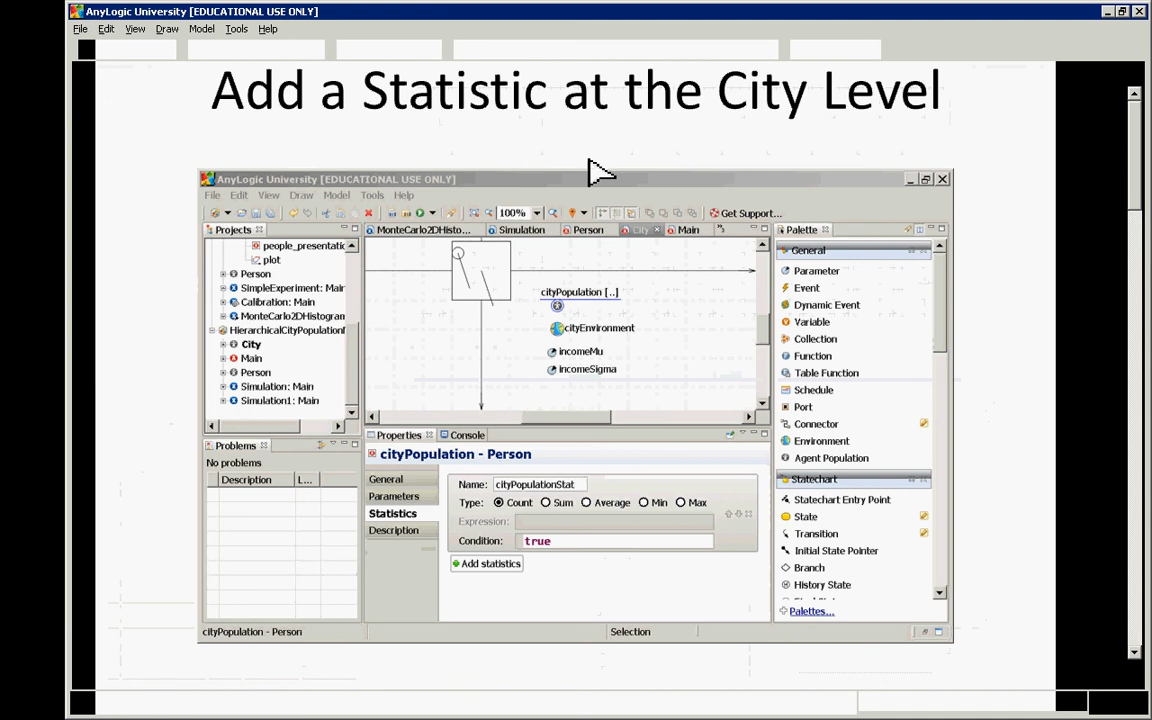 AnyLogic University [EDUCATIONAL USE ONLY]
File Edit View Draw Model Tools Help
Add a Statistic at the City Level
AnyLogic University [EDUCATIONAL USE ONLY]
File Edit View Draw Model Tools Help
100% Get Support...
Projects
people_presentatic
plot
Person
SimpleExperiment: Main
Calibration: Main
MonteCarlo2DHistogram
HierarchicalCityPopulation
City
Main
Person
Simulation: Main
Simulation1: Main
MonteCarlo2DHisto... Simulation Person City Main
cityPopulation [..]
cityEnvironment
incomeMu
incomeSigma
Palette
General
Parameter
Event
Dynamic Event
Variable
Collection
Function
Table Function
Schedule
Port
Connector
Environment
Agent Population
Statechart
Statechart Entry Point
State
Transition
Initial State Pointer
Branch
History State
Palettes...
Problems
No problems
Description L...
Properties Console
cityPopulation - Person
General
Parameters
Statistics
Description
Name: cityPopulationStat
Type: Count Sum Average Min Max
Expression:
Condition: true
Add statistics
cityPopulation - Person Selection